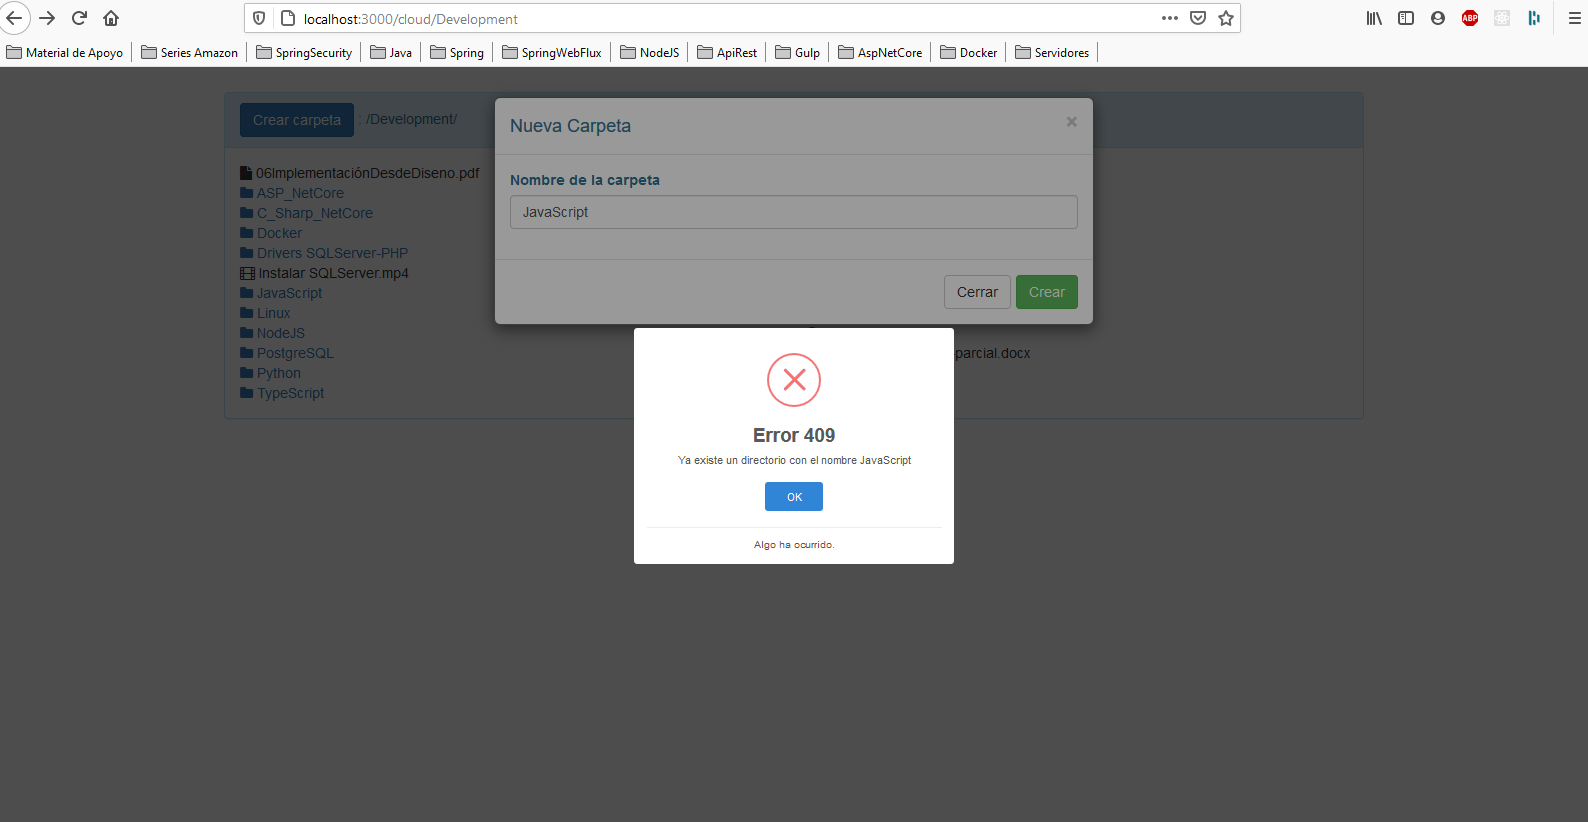 localhost:3000/cloud/Development
ABP
Material de Apoyo
Series Amazon
SpringSecurity
Java
Spring
SpringWebFlux
NodeJS
ApiRest
Gulp
AspNetCore
Docker
Servidores
Crear carpeta : /Development/
06ImplementaciónDesdeDiseno.pdf
ASP_NetCore
C_Sharp_NetCore
Docker
Drivers SQLServer-PHP
Instalar SQLServer.mp4
JavaScript
Linux
NodeJS
PostgreSQL
Python
TypeScript
parcial.docx
Nueva Carpeta ×
Nombre de la carpeta
JavaScript
Cerrar Crear
Error 409
Ya existe un directorio con el nombre JavaScript
OK
Algo ha ocurrido.